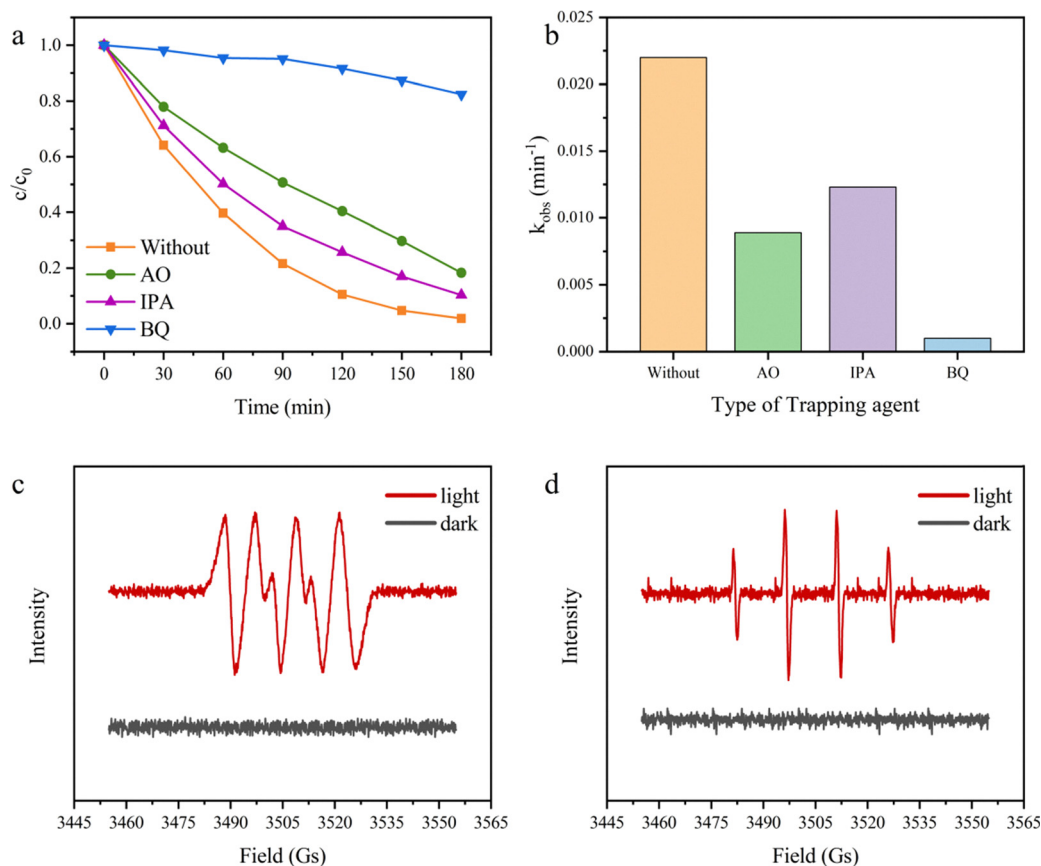 a
1.0
0.8
0.6
0.4
0.2
0.0
c/c0
Without
AO
IPA
BQ
0 30 60 90 120 150 180
Time (min)
b
0.025
0.020
0.015
0.010
0.005
0.000
kobs (min-1)
Without AO IPA BQ
Type of Trapping agent
c
light
dark
Intensity
3445 3460 3475 3490 3505 3520 3535 3550 3565
Field (Gs)
d
light
dark
Intensity
3445 3460 3475 3490 3505 3520 3535 3550 3565
Field (Gs)